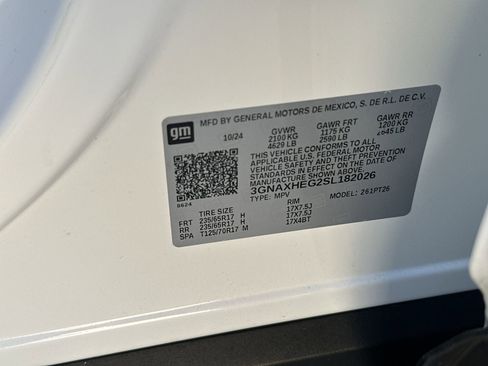 gm
MFD BY GENERAL MOTORS DE MEXICO, S. DE R.L. DE C.V.
10/24 GVWR GAWR FRT GAWR RR
2100 KG 1175 KG 1200 KG
4629 LB 2590 LB 2645 LB
THIS VEHICLE CONFORMS TO ALL
APPLICABLE U.S. FEDERAL MOTOR
VEHICLE SAFETY AND THEFT PREVENTION
STANDARDS IN EFFECT ON THE DATE OF
MANUFACTURE SHOWN ABOVE.
3GNAXHEG2SL182026
TYPE: MPV MODEL: 261PT26
8624
TIRE SIZE RIM
FRT 235/65R17 H 17X7.5J
RR 235/65R17 H 17X7.5J
SPA T125/70R17 M 17X4BT